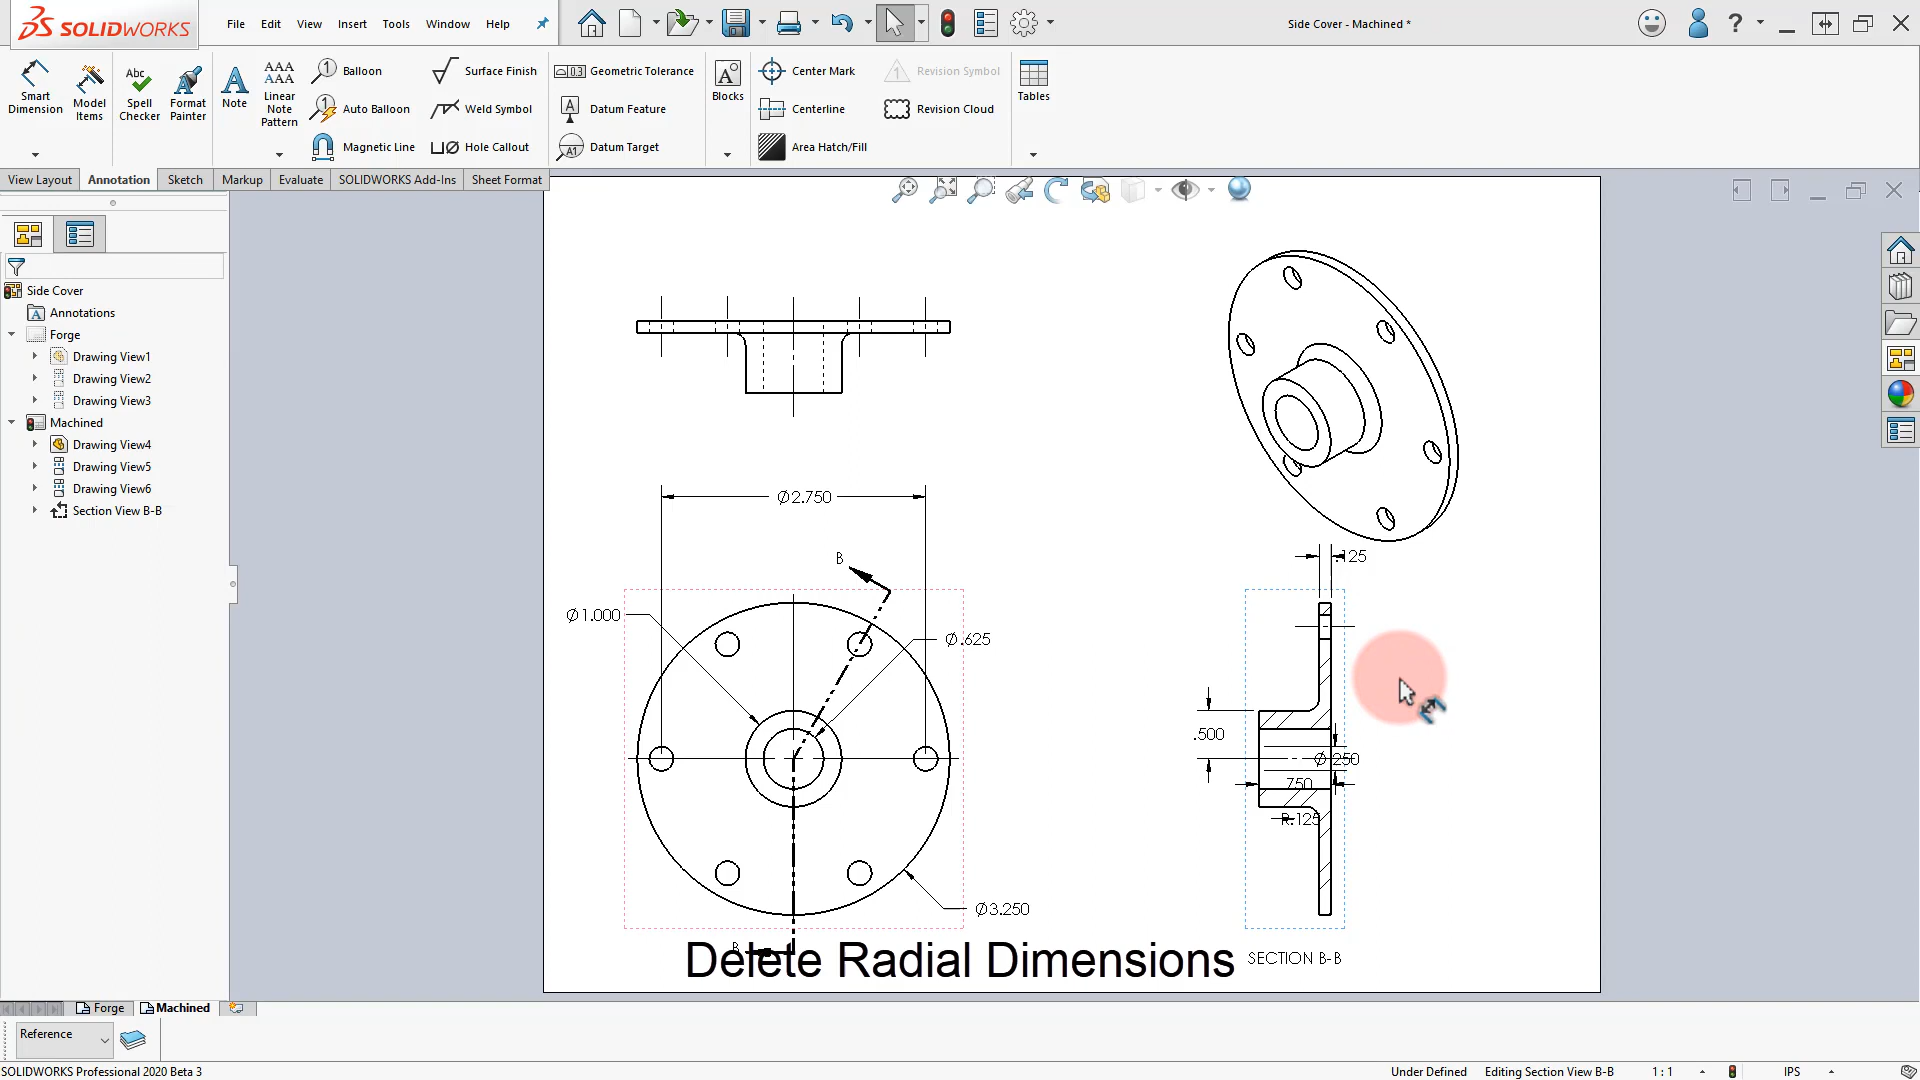 SOLIDWORKS
File Edit View Insert Tools Window Help
Side Cover - Machined *
?
Smart Dimension
Model Items
Abc
Spell Checker
Format Painter
Note
AAA
AAA
Linear Note Pattern
Balloon
Auto Balloon
Magnetic Line
Surface Finish
Weld Symbol
Hole Callout
Geometric Tolerance
Datum Feature
Datum Target
Blocks
Center Mark
Centerline
Area Hatch/Fill
Revision Symbol
Revision Cloud
Tables
View Layout Annotation Sketch Markup Evaluate SOLIDWORKS Add-Ins Sheet Format
Side Cover
Annotations
Forge
Drawing View1
Drawing View2
Drawing View3
Machined
Drawing View4
Drawing View5
Drawing View6
Section View B-B
Ø2.750
B
.125
Ø1.000
Ø.625
.500
Ø.250
.750
R.125
Ø3.250
B
SECTION B-B
Delete Radial Dimensions
Forge Machined
Reference
SOLIDWORKS Professional 2020 Beta 3
Under Defined Editing Section View B-B 1 : 1 IPS